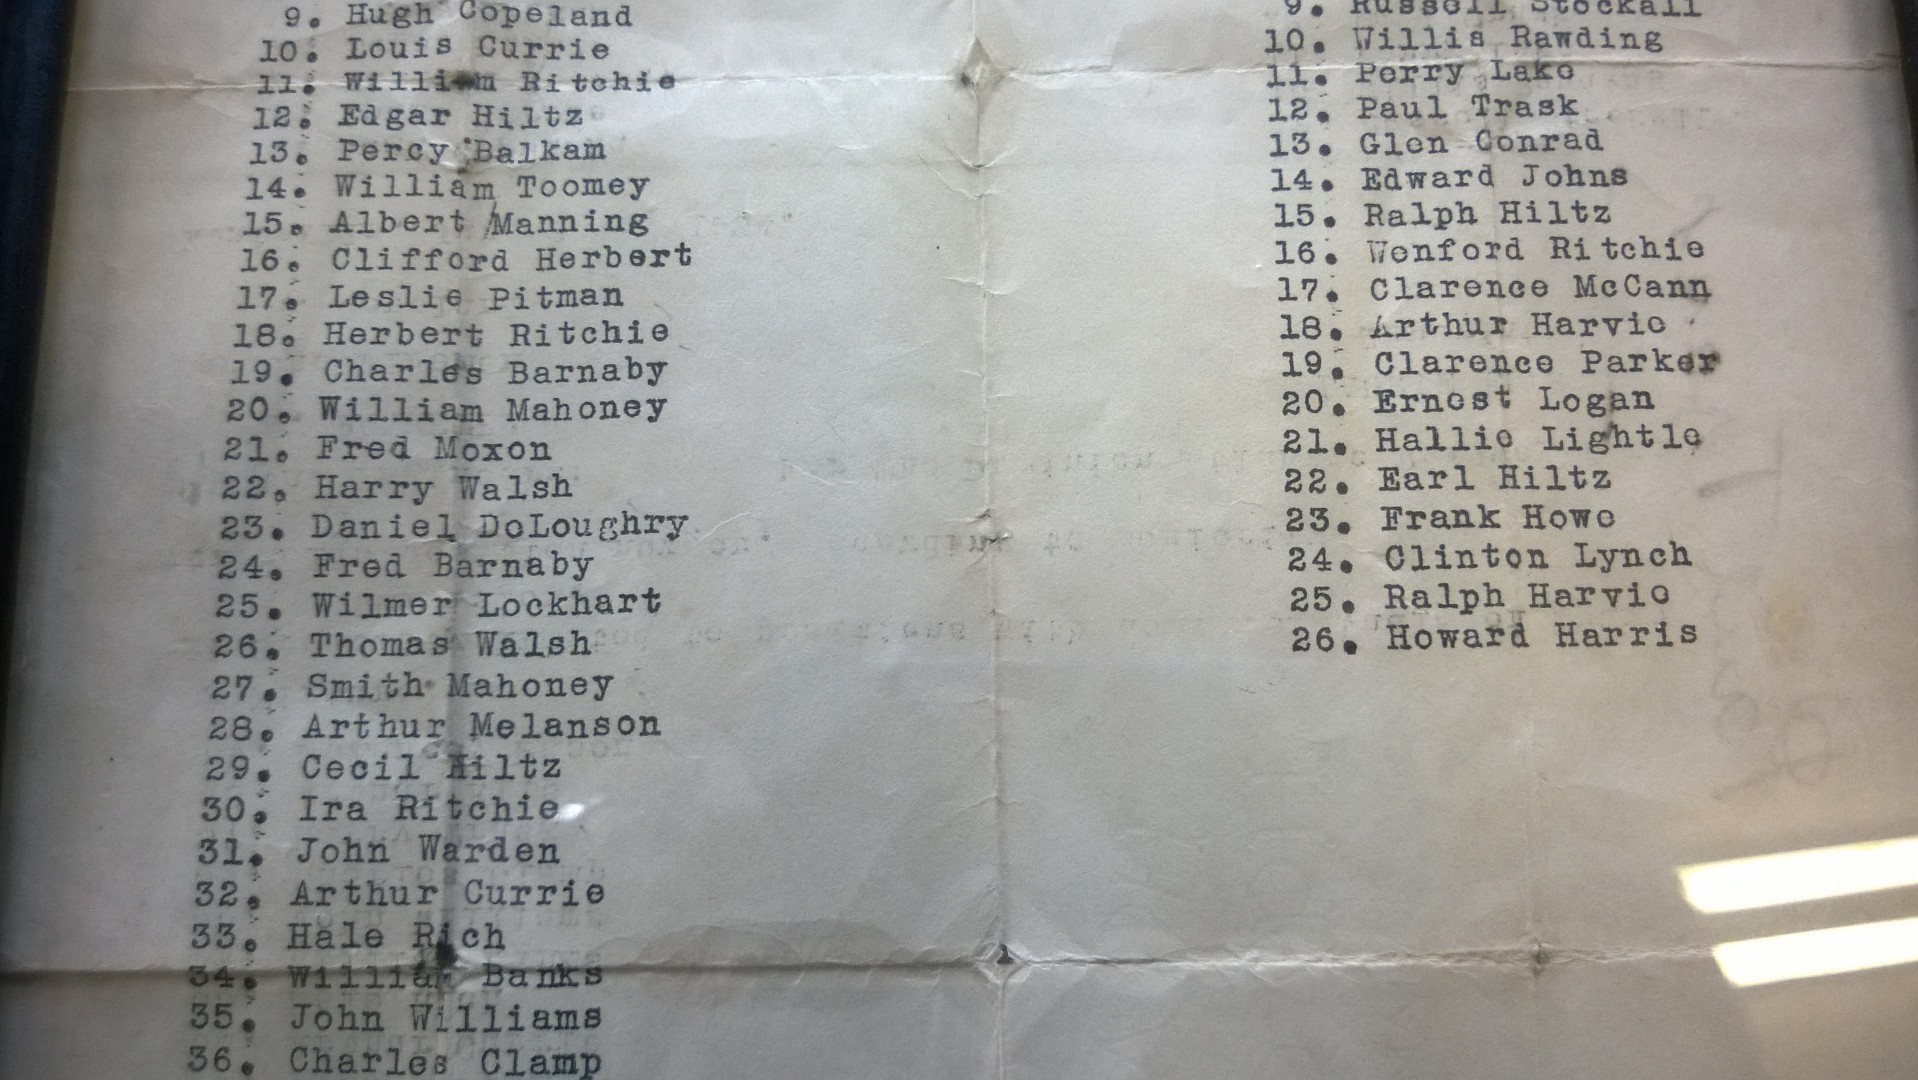 9. Hugh Copeland
10. Louis Currie
11. William Ritchie
12. Edgar Hiltz
13. Percy Balkam
14. William Toomey
15. Albert Manning
16. Clifford Herbert
17. Leslie Pitman
18. Herbert Ritchie
19. Charles Barnaby
20. William Mahoney
21. Fred Moxon
22. Harry Walsh
23. Daniel DeLoughry
24. Fred Barnaby
25. Wilmer Lockhart
26. Thomas Walsh
27. Smith Mahoney
28. Arthur Melanson
29. Cecil Hiltz
30. Ira Ritchie
31. John Warden
32. Arthur Currie
33. Hale Rich
34. William Banks
35. John Williams
36. Charles Clamp
9. Russell Stockall
10. Willis Rawding
11. Perry Lake
12. Paul Trask
13. Glen Conrad
14. Edward Johns
15. Ralph Hiltz
16. Wenford Ritchie
17. Clarence McCann
18. Arthur Harvie
19. Clarence Parker
20. Ernest Logan
21. Hallie Lightle
22. Earl Hiltz
23. Frank Howe
24. Clinton Lynch
25. Ralph Harvie
26. Howard Harris